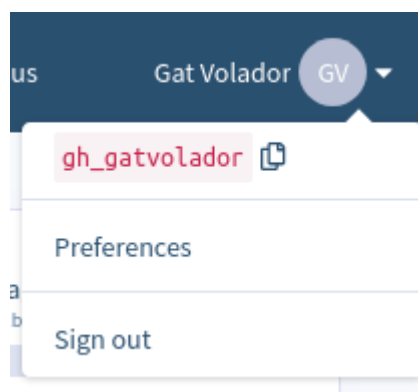 us
Gat Volador GV
gh_gatvolador
Preferences
a
b
Sign out